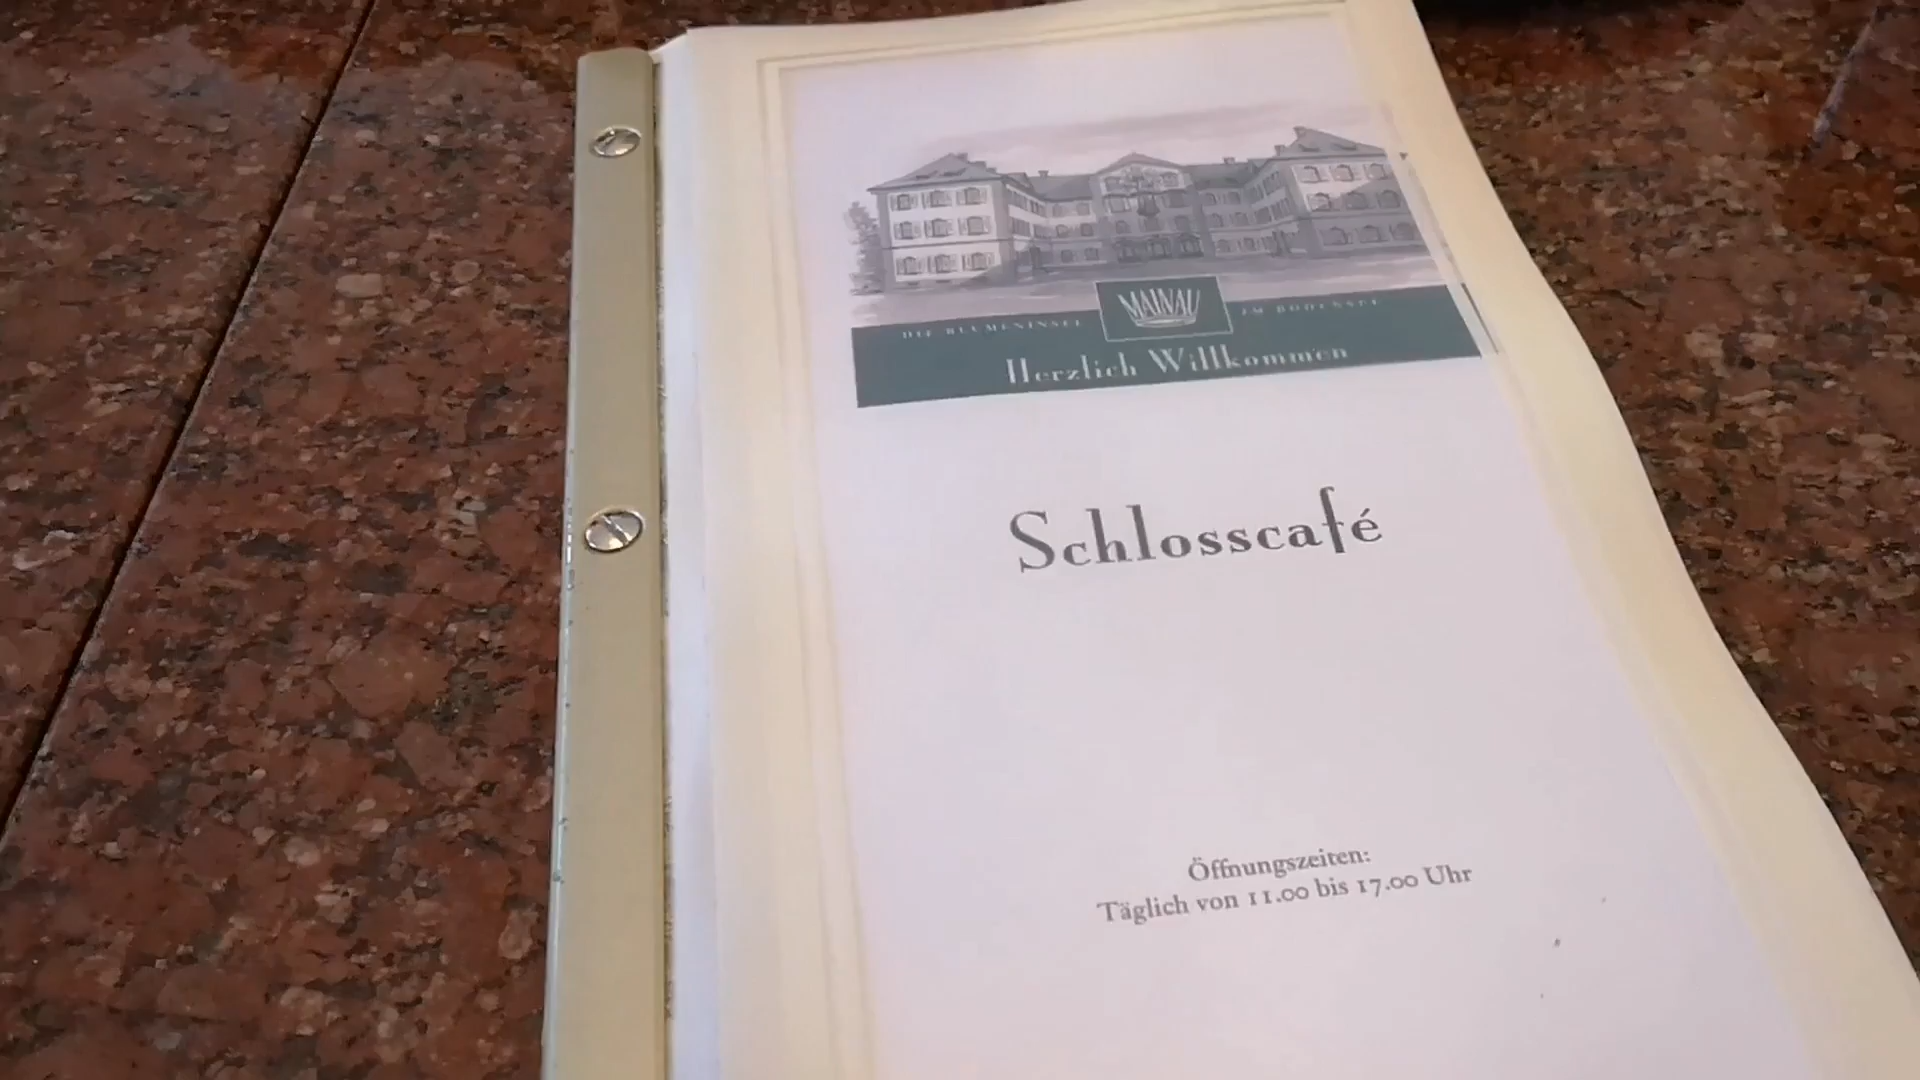 DIE BLUMENINSEL MAINAU IM BODENSEE
Herzlich Willkommen
Schlosscafé
Öffnungszeiten:
Täglich von 11.00 bis 17.00 Uhr